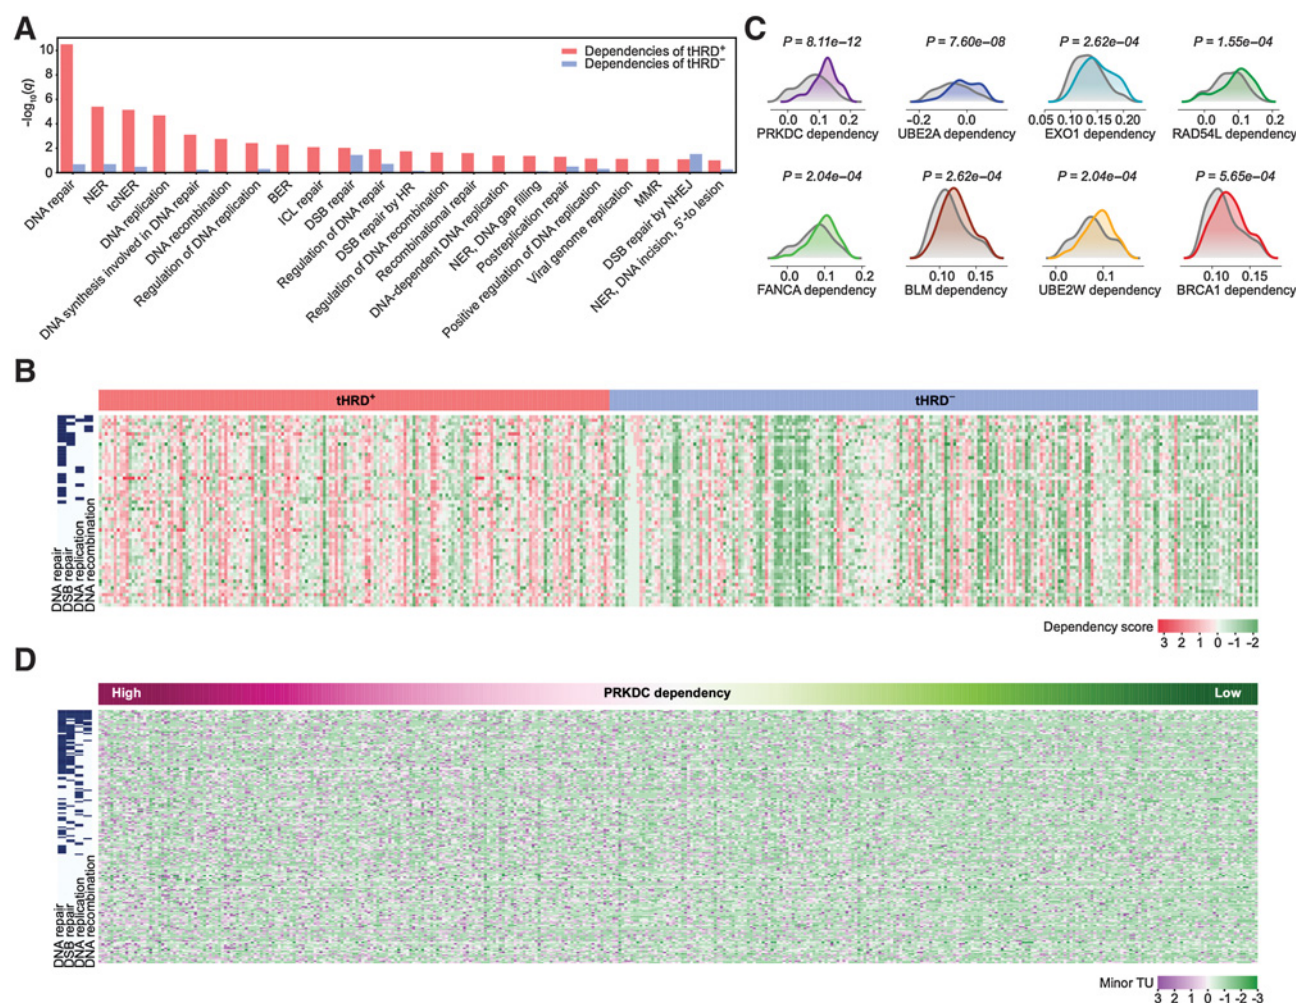 A
10
8
6
4
2
0
−log₁₀(q)
Dependencies of tHRD⁺
Dependencies of tHRD⁻
DNA repair
NER
tcNER
DNA replication
DNA synthesis involved in DNA repair
DNA recombination
Regulation of DNA replication
BER
ICL repair
DSB repair
Regulation of DNA repair
DSB repair by HR
Regulation of DNA recombination
Recombinational repair
DNA-dependent DNA replication
NER, DNA gap filling
Postreplication repair
Positive regulation of DNA replication
Viral genome replication
MMR
DSB repair by NHEJ
NER, DNA incision, 5'-to lesion
C
P = 8.11e−12 P = 7.60e−08 P = 2.62e−04 P = 1.55e−04
0.0 0.1 0.2 −0.2 0.0 0.05 0.10 0.15 0.20 0.0 0.1 0.2
PRKDC dependency UBE2A dependency EXO1 dependency RAD54L dependency
P = 2.04e−04 P = 2.62e−04 P = 2.04e−04 P = 5.65e−04
0.0 0.1 0.2 0.10 0.15 0.0 0.1 0.10 0.15
FANCA dependency BLM dependency UBE2W dependency BRCA1 dependency
B
tHRD⁺ tHRD⁻
DNA repair
DSB repair
DNA replication
DNA recombination
Dependency score
3 2 1 0 -1 -2
D
High PRKDC dependency Low
DNA repair
DSB repair
DNA replication
DNA recombination
Minor TU
3 2 1 0 -1 -2 -3